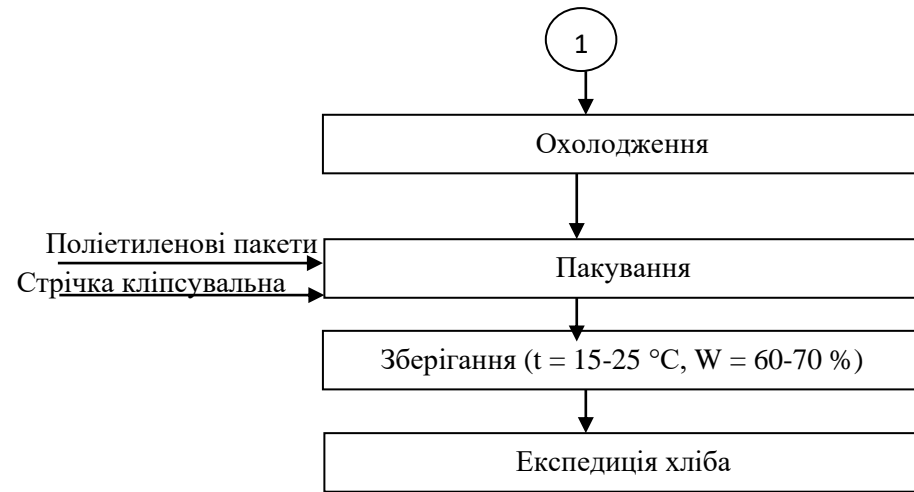 1
Охолодження
Поліетиленові пакети
Пакування
Стрічка кліпсувальна
Зберігання (t = 15-25 °C, W = 60-70 %)
Експедиція хліба